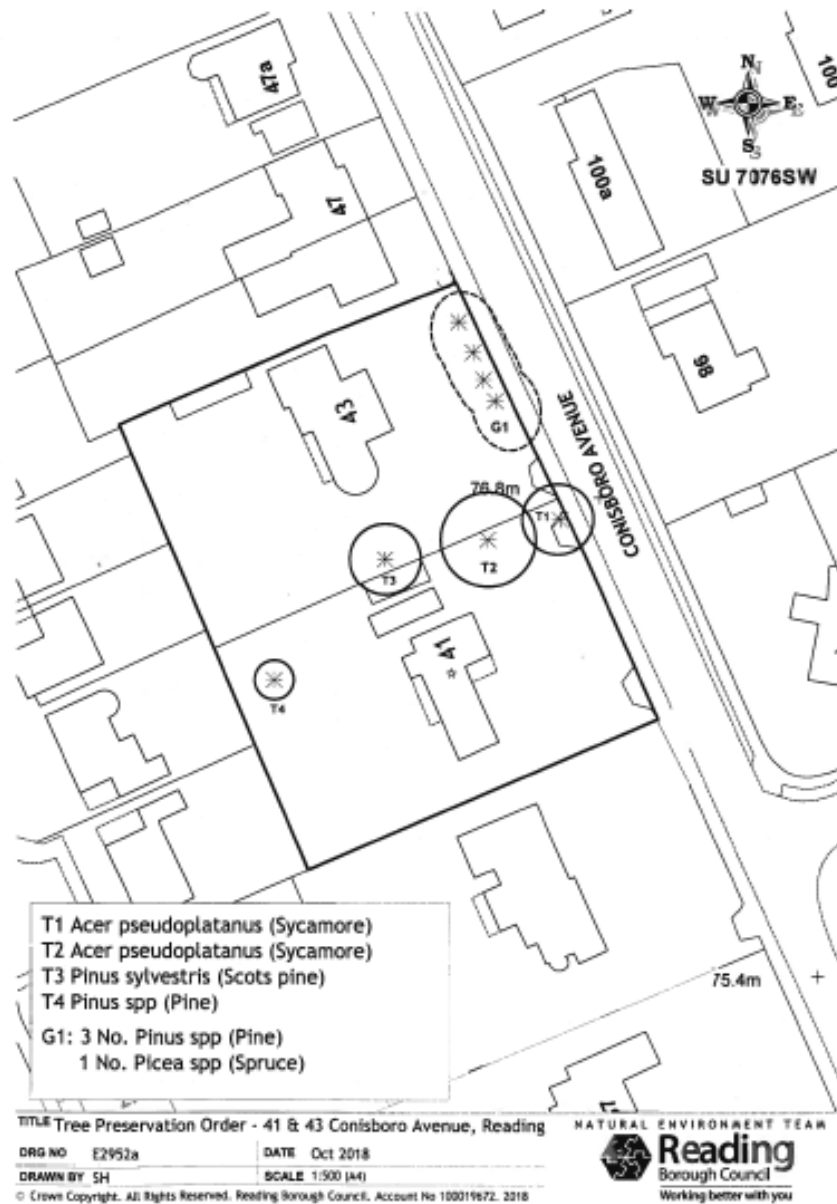 47a
100
N
W E
S
SU 7076SW
100a
47
98
43
G1
CONISBORO AVENUE
76.8m
T1
T2
T3
41
T4
T1 Acer pseudoplatanus (Sycamore)
T2 Acer pseudoplatanus (Sycamore)
T3 Pinus sylvestris (Scots pine)
T4 Pinus spp (Pine)
G1: 3 No. Pinus spp (Pine)
1 No. Picea spp (Spruce)
75.4m
TITLE Tree Preservation Order - 41 & 43 Conisboro Avenue, Reading
DRG NO E2952a DATE Oct 2018
DRAWN BY SH SCALE 1:500 (A4)
© Crown Copyright. All Rights Reserved. Reading Borough Council. Account No 100019672. 2018
NATURAL ENVIRONMENT TEAM
Reading
Borough Council
Working better with you